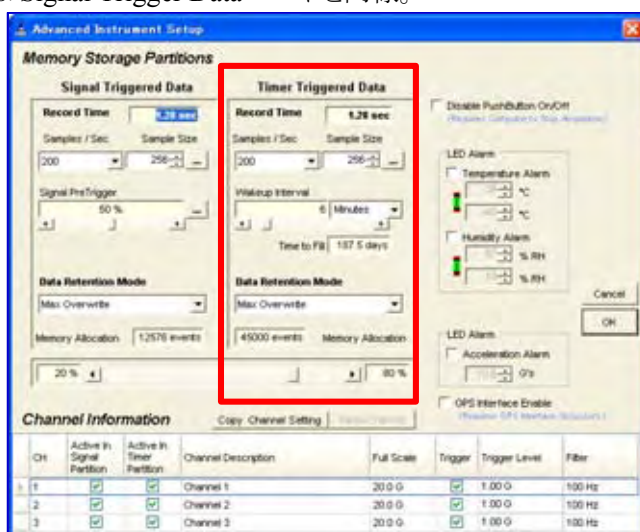 Signal Trigger Data
Advanced Instrument Setup
Memory Storage Partitions
Signal Triggered Data
Timer Triggered Data
Record Time 1.28 sec
Record Time 1.28 sec
Samples / Sec Sample Size
Samples / Sec Sample Size
200 256 ...
200 256 ...
Signal PreTrigger
Wakeup Interval
50 %
6 Minutes
Time to Fill 187.5 days
Data Retention Mode
Data Retention Mode
Max Overwrite
Max Overwrite
Memory Allocation 12576 events
45000 events Memory Allocation
20 %
80 %
Disable PushButton On/Off
LED Alarm
Temperature Alarm
°C
°C
Humidity Alarm
% RH
% RH
Cancel
OK
LED Alarm
Acceleration Alarm
G's
GPS Interface Enable
Channel Information
Copy Channel Setting
CH Active In Signal Partition Active In Timer Partition Channel Description Full Scale Trigger Trigger Level Filter
1 Channel 1 20.0 G 1.00 G 100 Hz
2 Channel 2 20.0 G 1.00 G 100 Hz
3 Channel 3 20.0 G 1.00 G 100 Hz